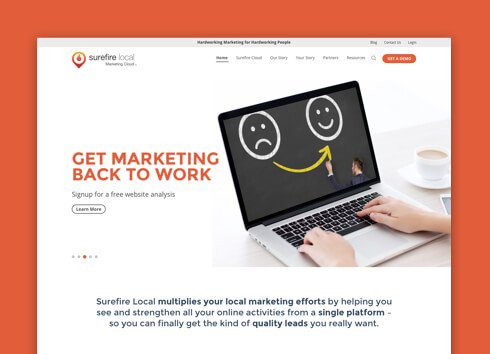 Hardworking Marketing for Hardworking People
Blog
Contact Us
Login
surefire local
Marketing Cloud
Home
Surefire Cloud
Our Story
Your Story
Partners
Resources
GET A DEMO
GET MARKETING
BACK TO WORK
Signup for a free website analysis
Learn More
Surefire Local multiplies your local marketing efforts by helping you
see and strengthen all your online activities from a single platform –
so you can finally get the kind of quality leads you really want.